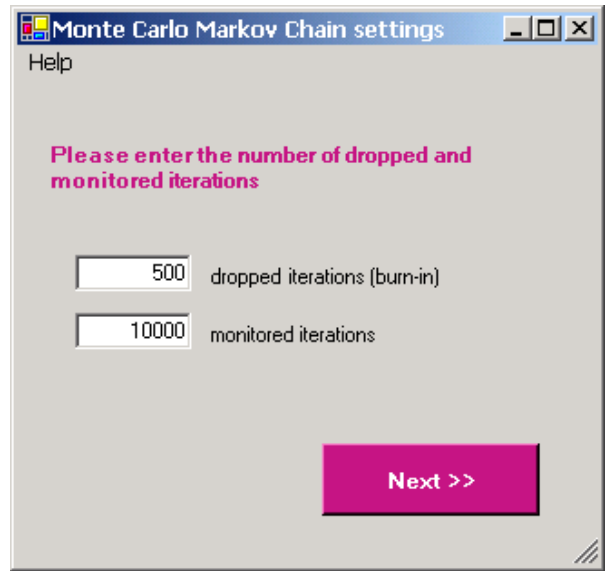 Monte Carlo Markov Chain settings
Help
Please enter the number of dropped and
monitored iterations
500 dropped iterations (burn-in)
10000 monitored iterations
Next >>